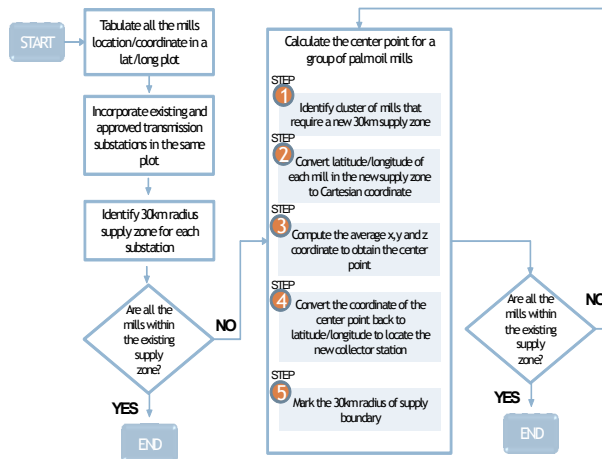 START
Tabulate all the mills
location/coordinate in a
lat/long plot
Incorporate existing and
approved transmission
substations in the same
plot
Identify 30km radius
supply zone for each
substation
Are all the
mills within
the existing
supply
zone?
NO
YES
END
Calculate the center point for a
group of palm oil mills
STEP
1
Identify cluster of mills that
require a new 30km supply zone
STEP
2
Convert latitude/longitude of
each mill in the new supply zone
to Cartesian coordinate
STEP
3
Compute the average x,y and z
coordinate to obtain the center
point
STEP
4
Convert the coordinate of the
center point back to
latitude/longitude to locate the
new collector station
STEP
5
Mark the 30km radius of supply
boundary
Are all the
mills within
the existing
supply
zone?
NO
YES
END